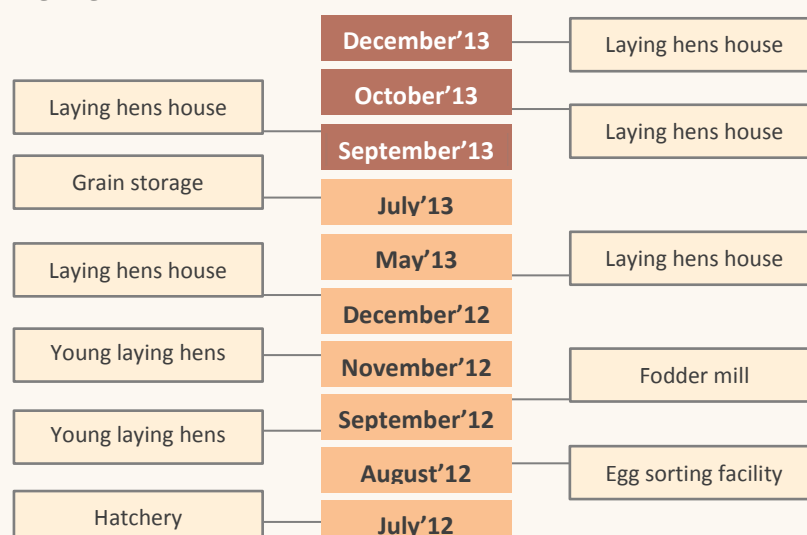 December’13
Laying hens house
October’13
Laying hens house
Laying hens house
September’13
Grain storage
July’13
May’13
Laying hens house
Laying hens house
December’12
Young laying hens
November’12
Fodder mill
September’12
Young laying hens
August’12
Egg sorting facility
Hatchery
July’12